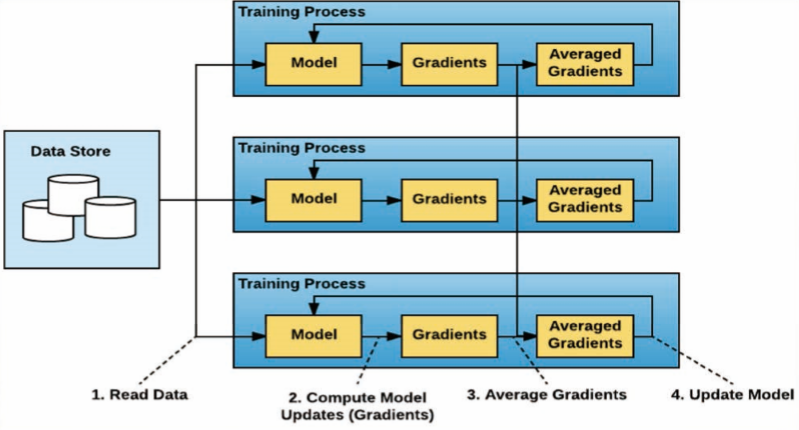 Training Process
Model
Gradients
Averaged
Gradients
Data Store
Training Process
Model
Gradients
Averaged
Gradients
Training Process
Model
Gradients
Averaged
Gradients
1. Read Data
2. Compute Model
Updates (Gradients)
3. Average Gradients
4. Update Model